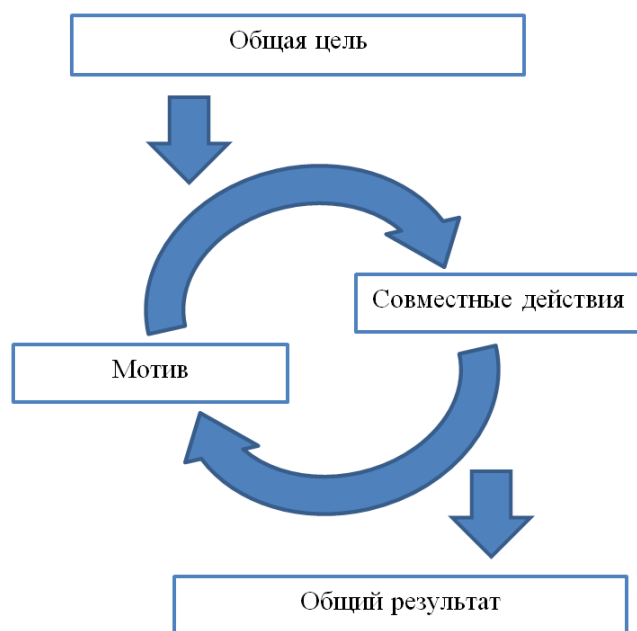 Общая цель
Совместные действия
Мотив
Общий результат